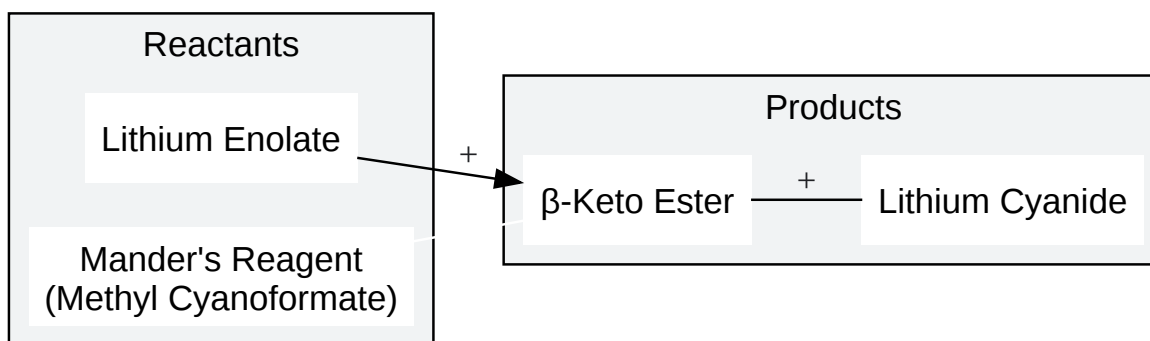 Reactants
Lithium Enolate
Mander's Reagent
(Methyl Cyanoformate)
+
Products
β-Keto Ester
+
Lithium Cyanide